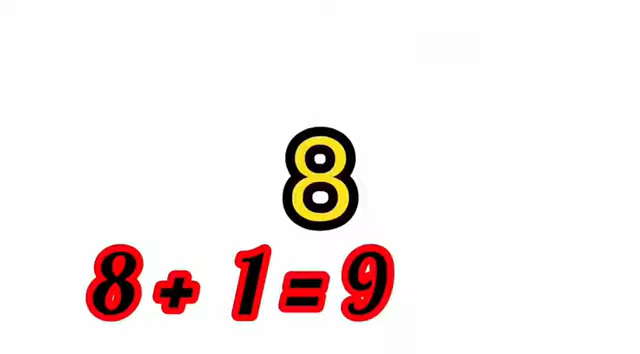 8
8 + 1 = 9